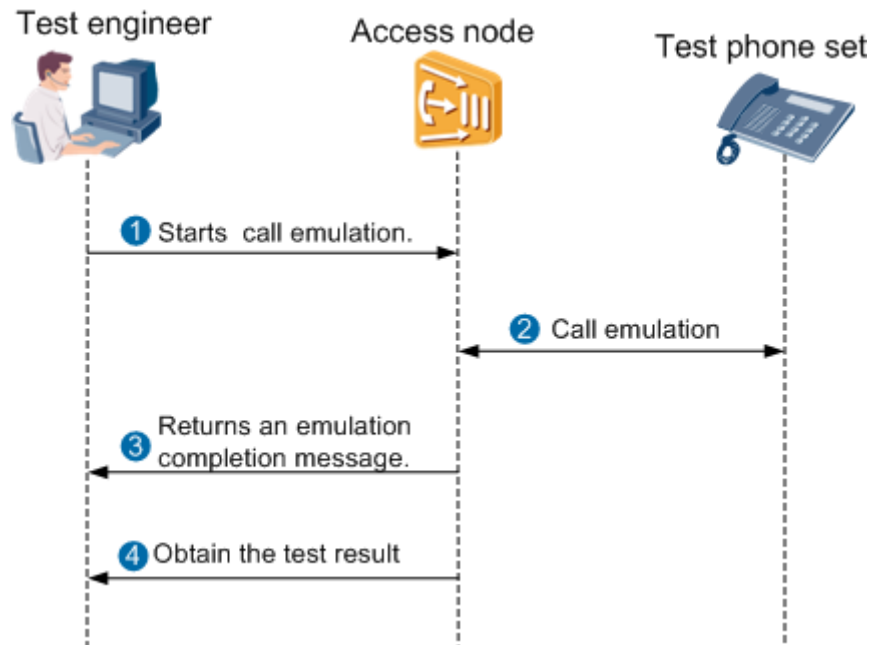 Test engineer
Access node
Test phone set
1 Starts call emulation.
2 Call emulation
3 Returns an emulation
completion message.
4 Obtain the test result